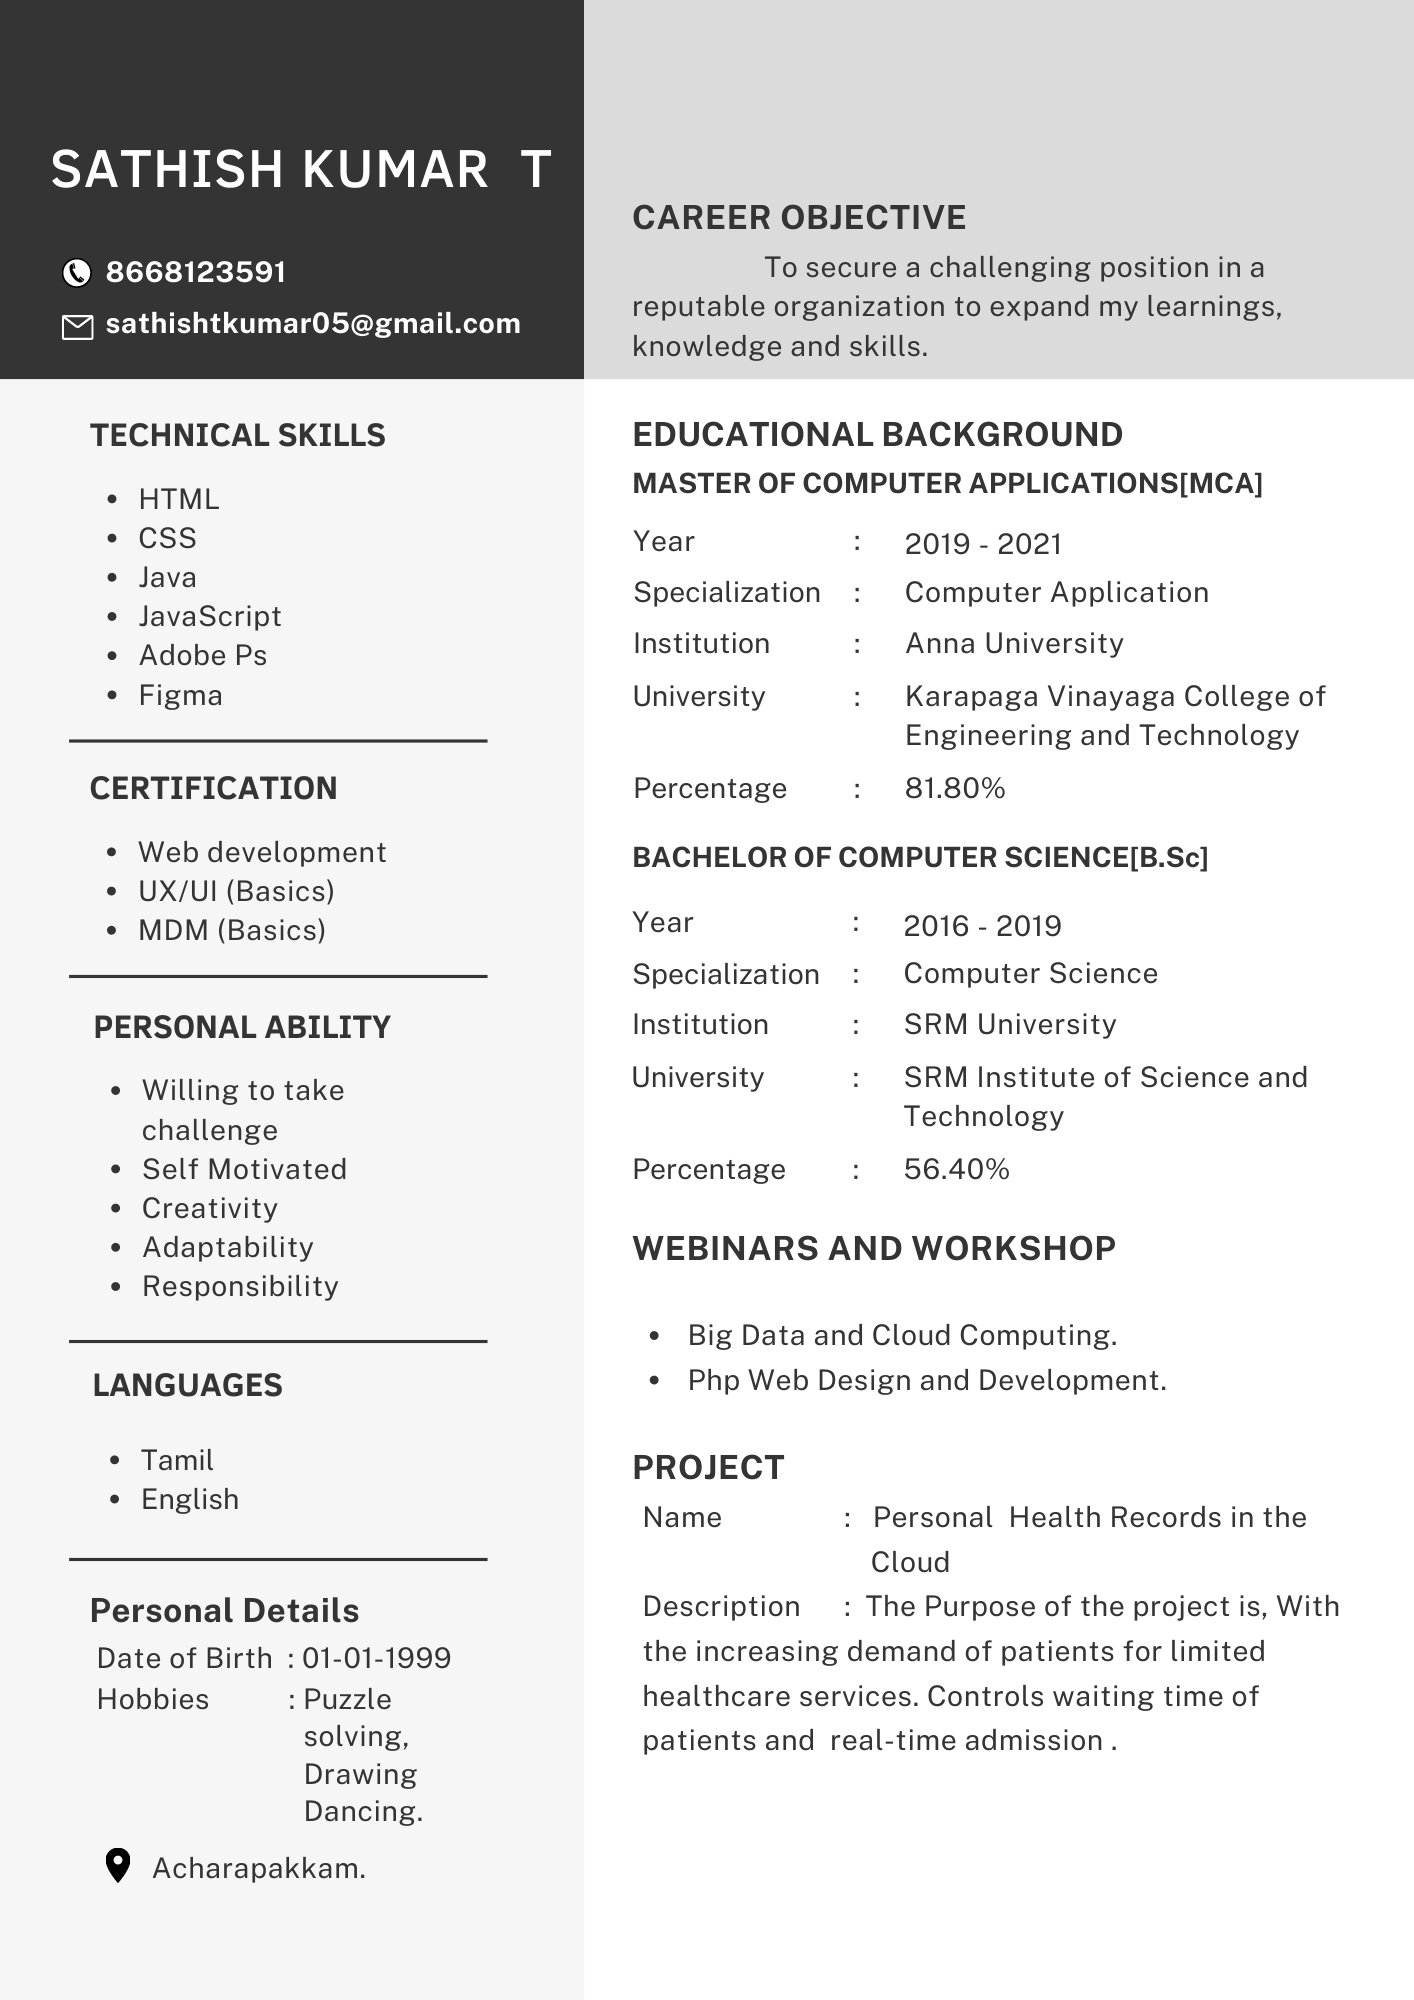 SATHISH KUMAR T
8668123591
sathishtkumar05@gmail.com
CAREER OBJECTIVE
To secure a challenging position in a
reputable organization to expand my learnings,
knowledge and skills.
TECHNICAL SKILLS
• HTML
• CSS
• Java
• JavaScript
• Adobe Ps
• Figma
CERTIFICATION
• Web development
• UX/UI (Basics)
• MDM (Basics)
PERSONAL ABILITY
• Willing to take
challenge
• Self Motivated
• Creativity
• Adaptability
• Responsibility
LANGUAGES
• Tamil
• English
Personal Details
Date of Birth : 01-01-1999
Hobbies : Puzzle
solving,
Drawing
Dancing.
Acharapakkam.
EDUCATIONAL BACKGROUND
MASTER OF COMPUTER APPLICATIONS[MCA]
Year : 2019 - 2021
Specialization : Computer Application
Institution : Anna University
University : Karapaga Vinayaga College of
Engineering and Technology
Percentage : 81.80%
BACHELOR OF COMPUTER SCIENCE[B.Sc]
Year : 2016 - 2019
Specialization : Computer Science
Institution : SRM University
University : SRM Institute of Science and
Technology
Percentage : 56.40%
WEBINARS AND WORKSHOP
• Big Data and Cloud Computing.
• Php Web Design and Development.
PROJECT
Name : Personal Health Records in the
Cloud
Description : The Purpose of the project is, With
the increasing demand of patients for limited
healthcare services. Controls waiting time of
patients and real-time admission .